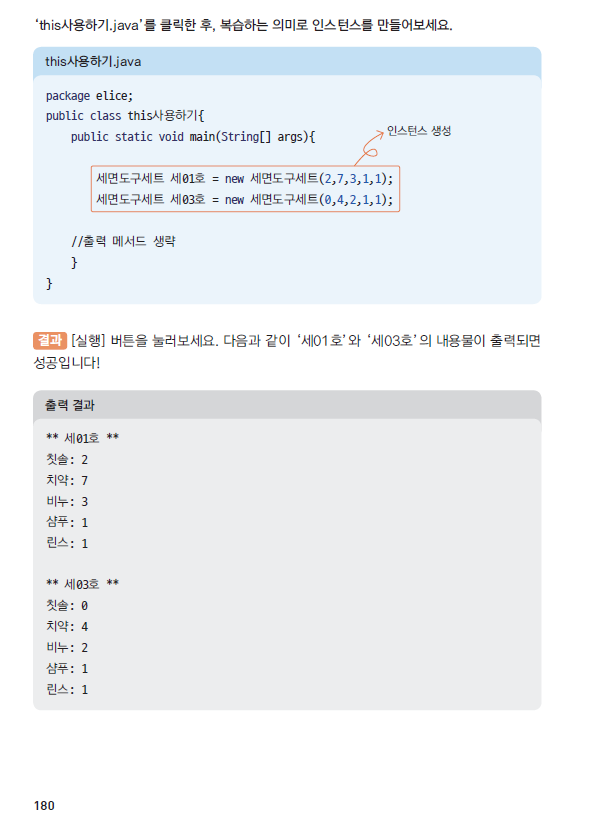 ‘this사용하기.java’를 클릭한 후, 복습하는 의미로 인스턴스를 만들어보세요.
this사용하기.java
package elice;
public class this사용하기{
public static void main(String[] args){
인스턴스 생성
세면도구세트 세01호 = new 세면도구세트(2,7,3,1,1);
세면도구세트 세03호 = new 세면도구세트(0,4,2,1,1);
//출력 메서드 생략
}
}
결과 [실행] 버튼을 눌러보세요. 다음과 같이 ‘세01호’와 ‘세03호’의 내용물이 출력되면
성공입니다!
출력 결과
** 세01호 **
칫솔: 2
치약: 7
비누: 3
샴푸: 1
린스: 1
** 세03호 **
칫솔: 0
치약: 4
비누: 2
샴푸: 1
린스: 1
180